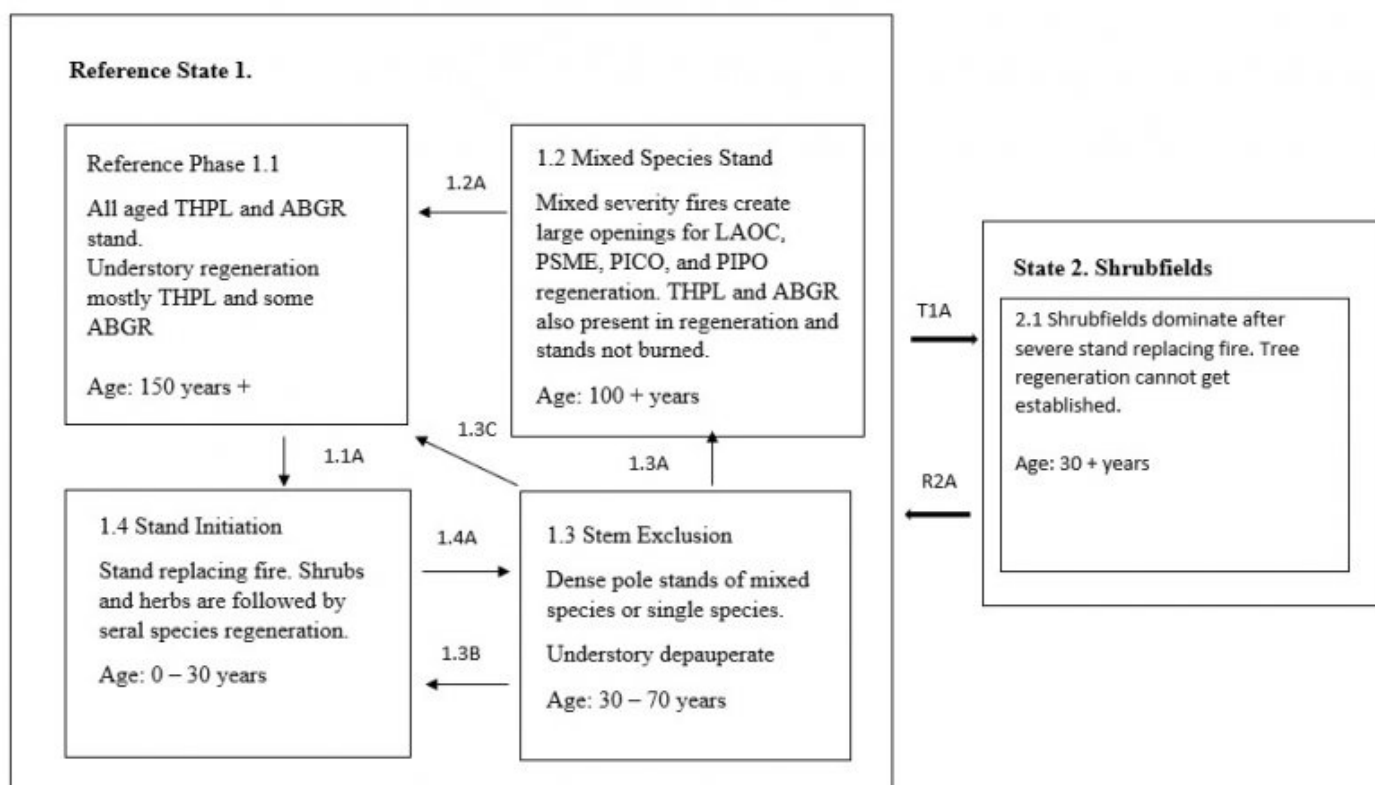 Reference State 1.
Reference Phase 1.1
All aged THPL and ABGR
stand.
Understory regeneration
mostly THPL and some
ABGR
Age: 150 years +
1.2A
1.2 Mixed Species Stand
Mixed severity fires create
large openings for LAOC,
PSME, PICO, and PIPO
regeneration. THPL and ABGR
also present in regeneration and
stands not burned.
Age: 100 + years
1.1A
1.3C
1.3A
1.4 Stand Initiation
Stand replacing fire. Shrubs
and herbs are followed by
seral species regeneration.
Age: 0 – 30 years
1.4A
1.3B
1.3 Stem Exclusion
Dense pole stands of mixed
species or single species.
Understory depauperate
Age: 30 – 70 years
T1A
R2A
State 2. Shrubfields
2.1 Shrubfields dominate after
severe stand replacing fire. Tree
regeneration cannot get
established.
Age: 30 + years